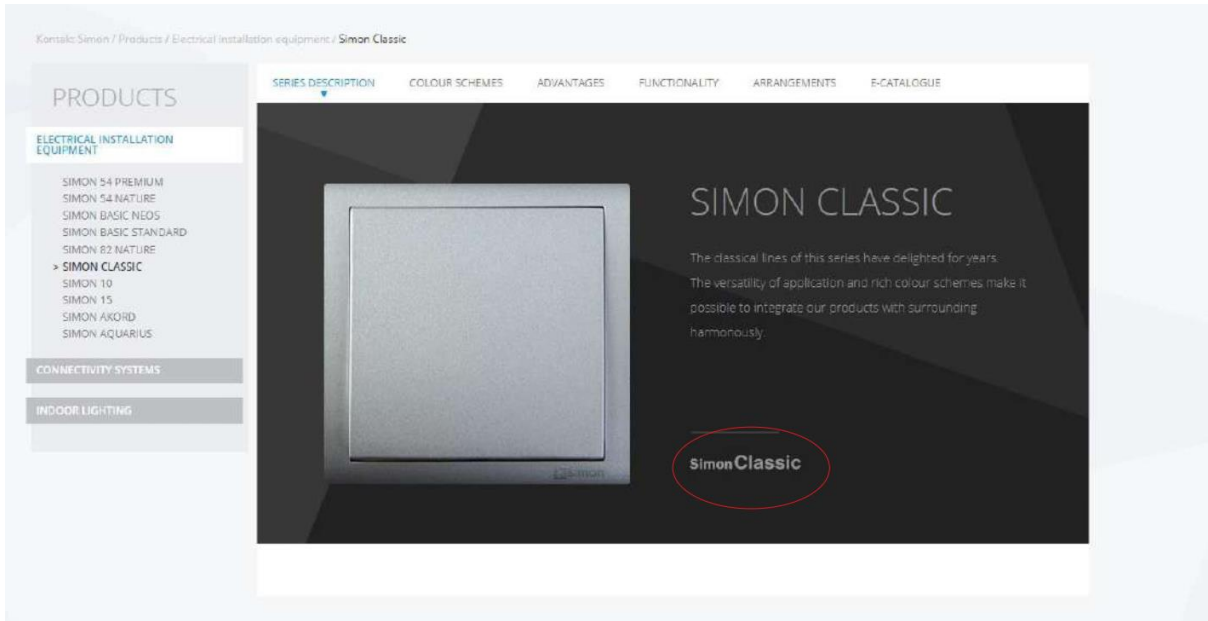 Kontakt Simon / Products / Electrical installation equipment / Simon Classic
PRODUCTS
ELECTRICAL INSTALLATION
EQUIPMENT
SIMON 54 PREMIUM
SIMON 54 NATURE
SIMON BASIC NEOS
SIMON BASIC STANDARD
SIMON 82 NATURE
> SIMON CLASSIC
SIMON 10
SIMON 15
SIMON AKORD
SIMON AQUARIUS
CONNECTIVITY SYSTEMS
INDOOR LIGHTING
SERIES DESCRIPTION COLOUR SCHEMES ADVANTAGES FUNCTIONALITY ARRANGEMENTS E-CATALOGUE
SIMON CLASSIC
The classical lines of this series have delighted for years.
The versatility of application and rich colour schemes make it
possible to integrate our products with surrounding
harmonously.
simon
Simon Classic